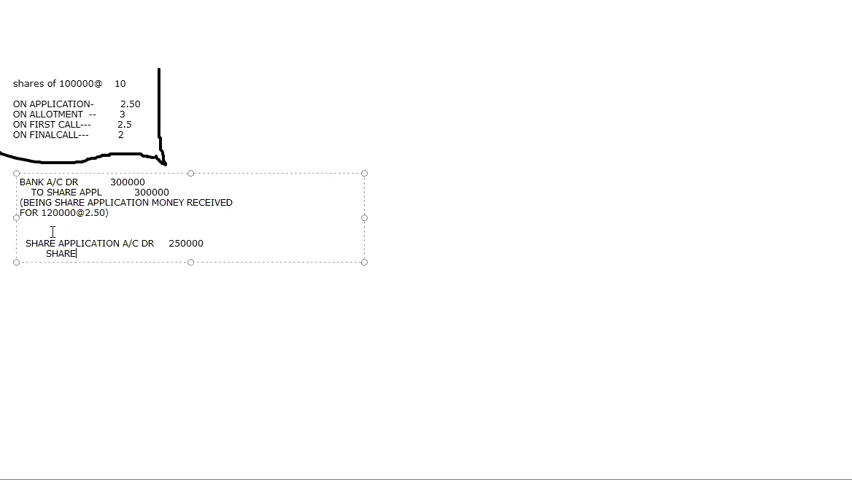 shares of 100000@ 10
ON APPLICATION- 2.50
ON ALLOTMENT -- 3
ON FIRST CALL--- 2.5
ON FINALCALL--- 2
BANK A/C DR 300000
TO SHARE APPL 300000
(BEING SHARE APPLICATION MONEY RECEIVED
FOR 120000@2.50)
SHARE APPLICATION A/C DR 250000
SHARE